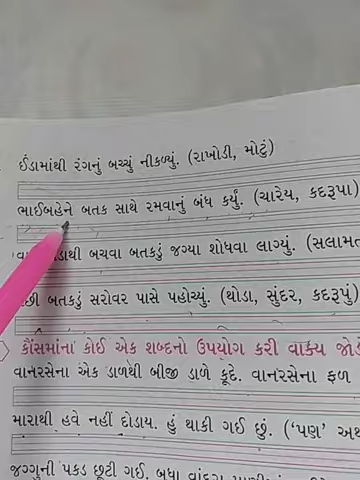 ઈંડામાંથી રંગનું બચ્ચું નીકળ્યું. (રાખોડી, મોટું)
ભાઈબહેને બતક સાથે રમવાનું બંધ કર્યું. (ચારેય, કદરૂપા)
બચવા બતકડું જગ્યા શોધવા લાગ્યું. (સલામત
બતકડું સરોવર પાસે પહોચ્યું. (થોડા, સુંદર, કદરૂપું)
કૌંસમાંના કોઈ એક શબ્દનો ઉપયોગ કરી વાક્ય
વાનરસેના એક ડાળથી બીજી ડાળે કૂદે. વાનરસેના ફળ
મારાથી હવે નહીં દોડાય. હું થાકી ગઈ છું. ('પણ'
જગ્ગુની પકડ છૂટી ગઈ. બધા વાંદરા